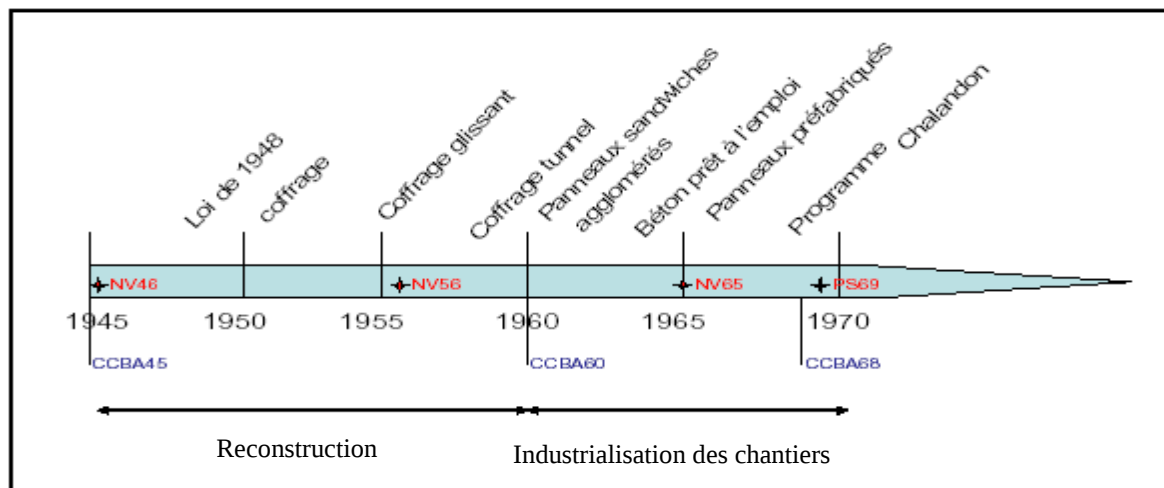 Loi de 1948
coffrage
Coffrage glissant
Coffrage tunnel
Panneaux sandwiches
agglomérés
Béton prêt à l'emploi
Panneaux préfabriqués
Programme
Chalandon
NV46
NV56
NV65
PS69
1945
1950
1955
1960
1965
1970
CCBA45
CCBA60
CCBA68
Reconstruction
Industrialisation des chantiers